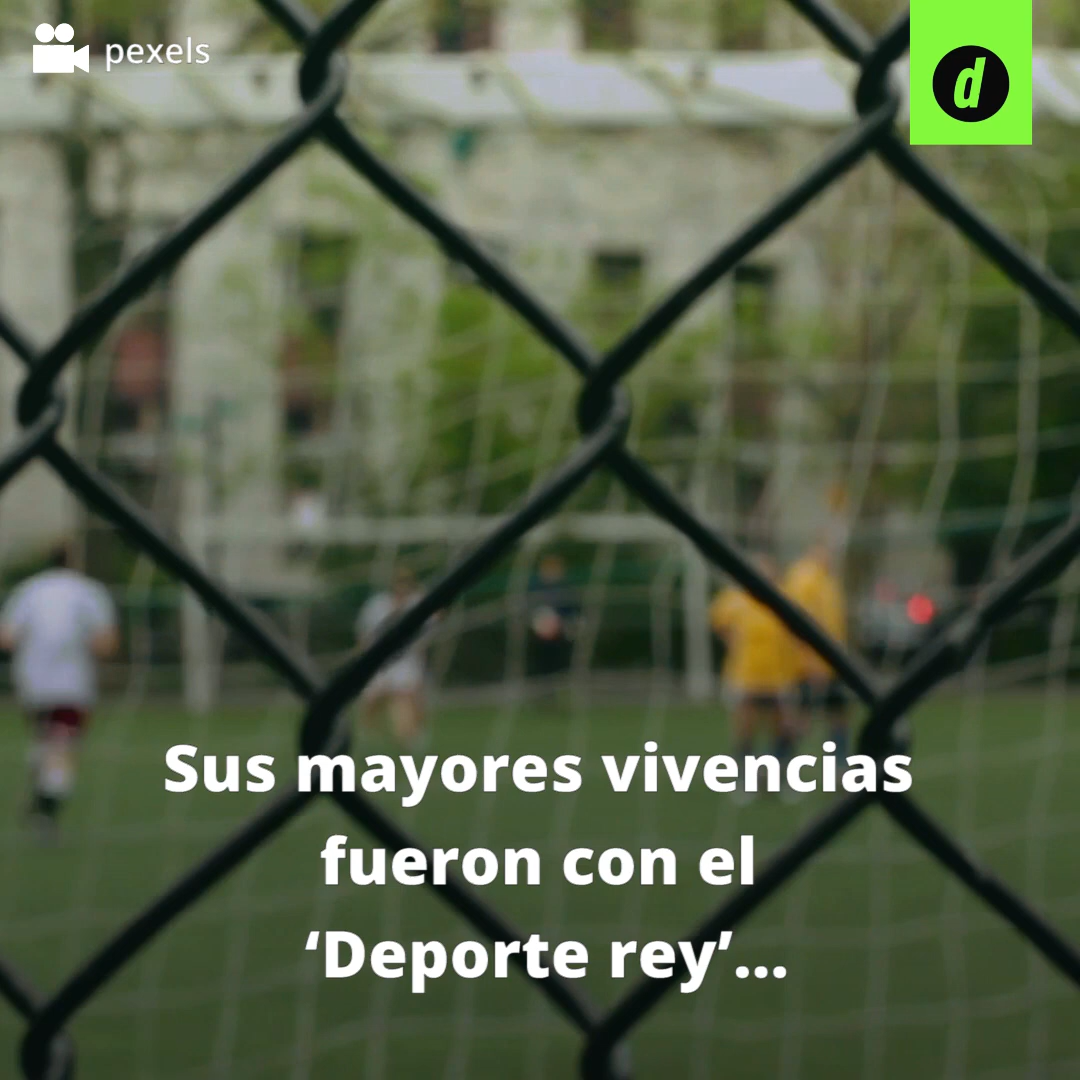 pexels
d
Sus mayores vivencias
fueron con el
‘Deporte rey’...